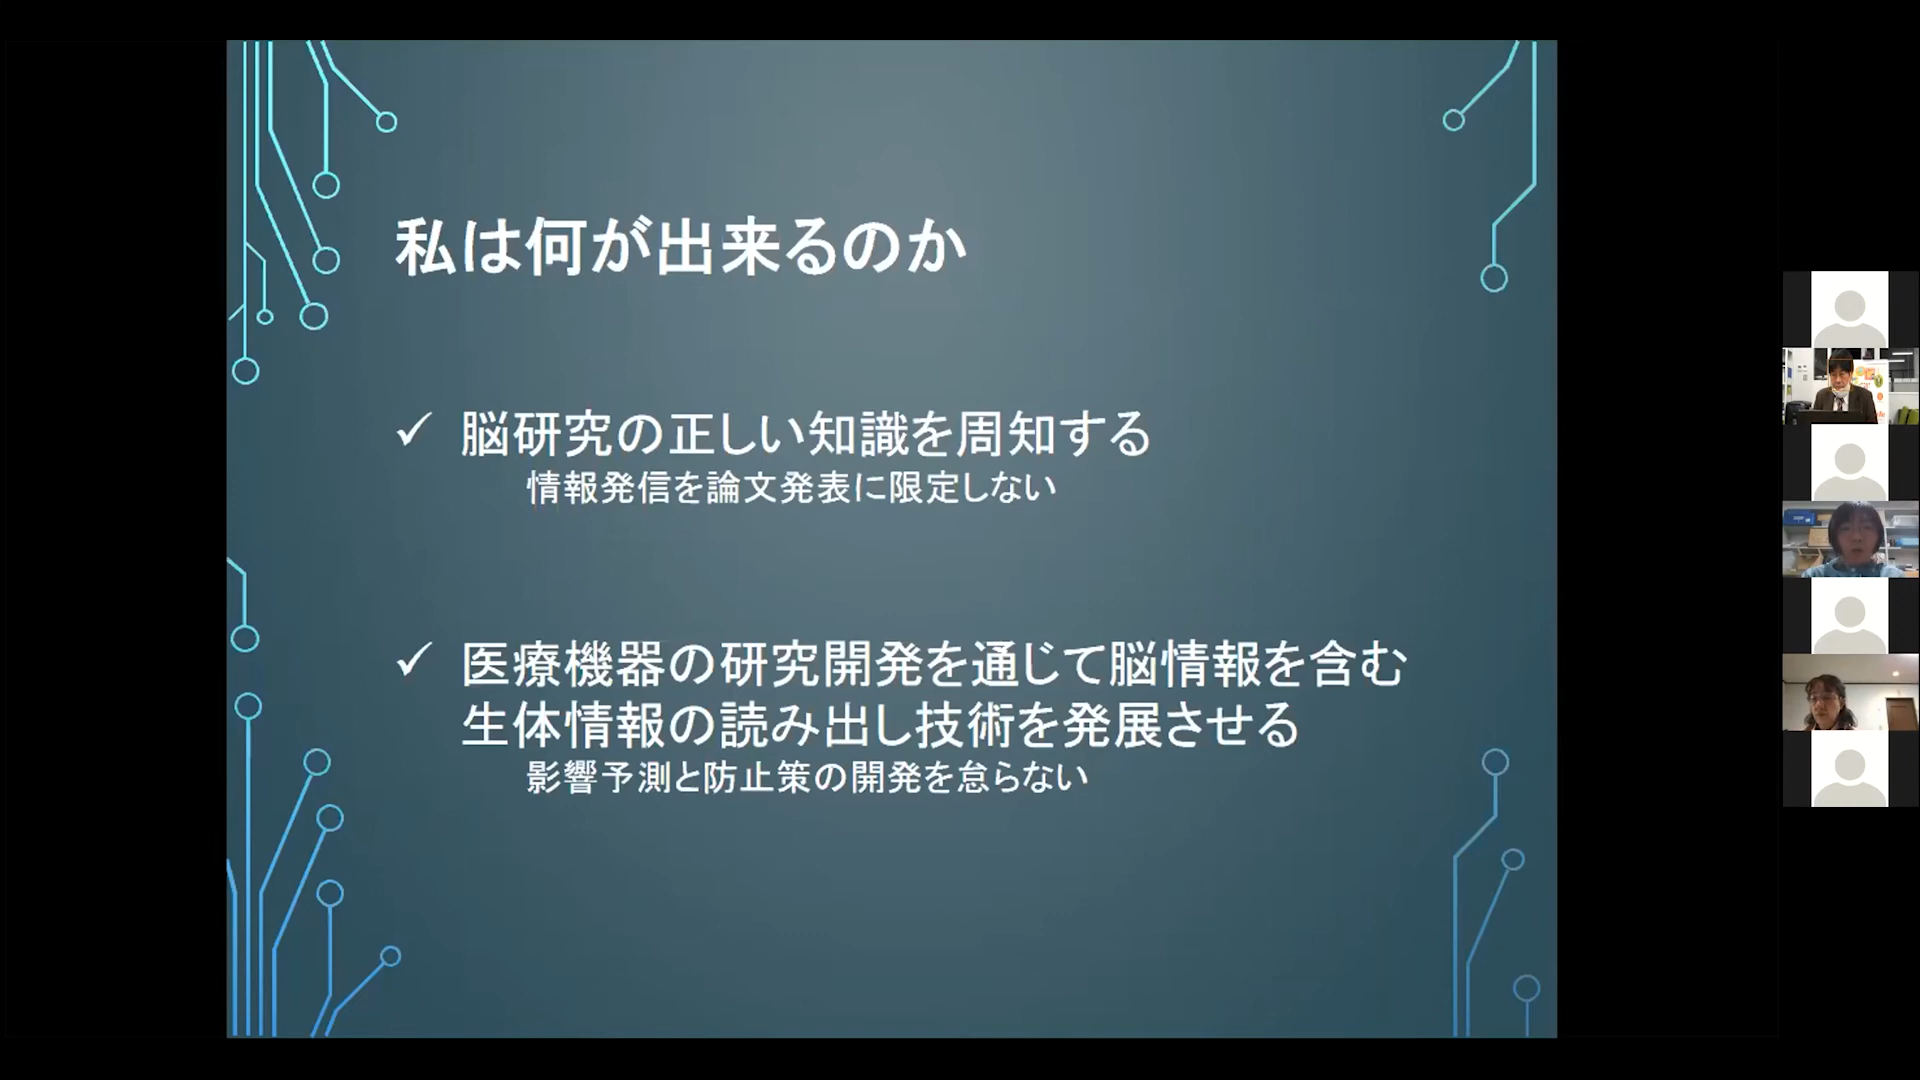 私は何が出来るのか
✓ 脳研究の正しい知識を周知する
情報発信を論文発表に限定しない
✓ 医療機器の研究開発を通じて脳情報を含む
生体情報の読み出し技術を発展させる
影響予測と防止策の開発を怠らない